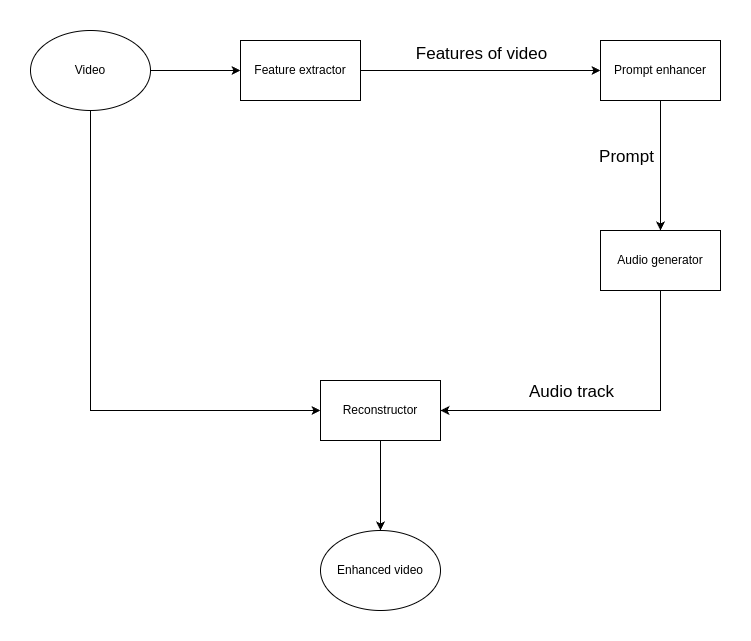 Video
Feature extractor
Features of video
Prompt enhancer
Prompt
Audio generator
Audio track
Reconstructor
Enhanced video